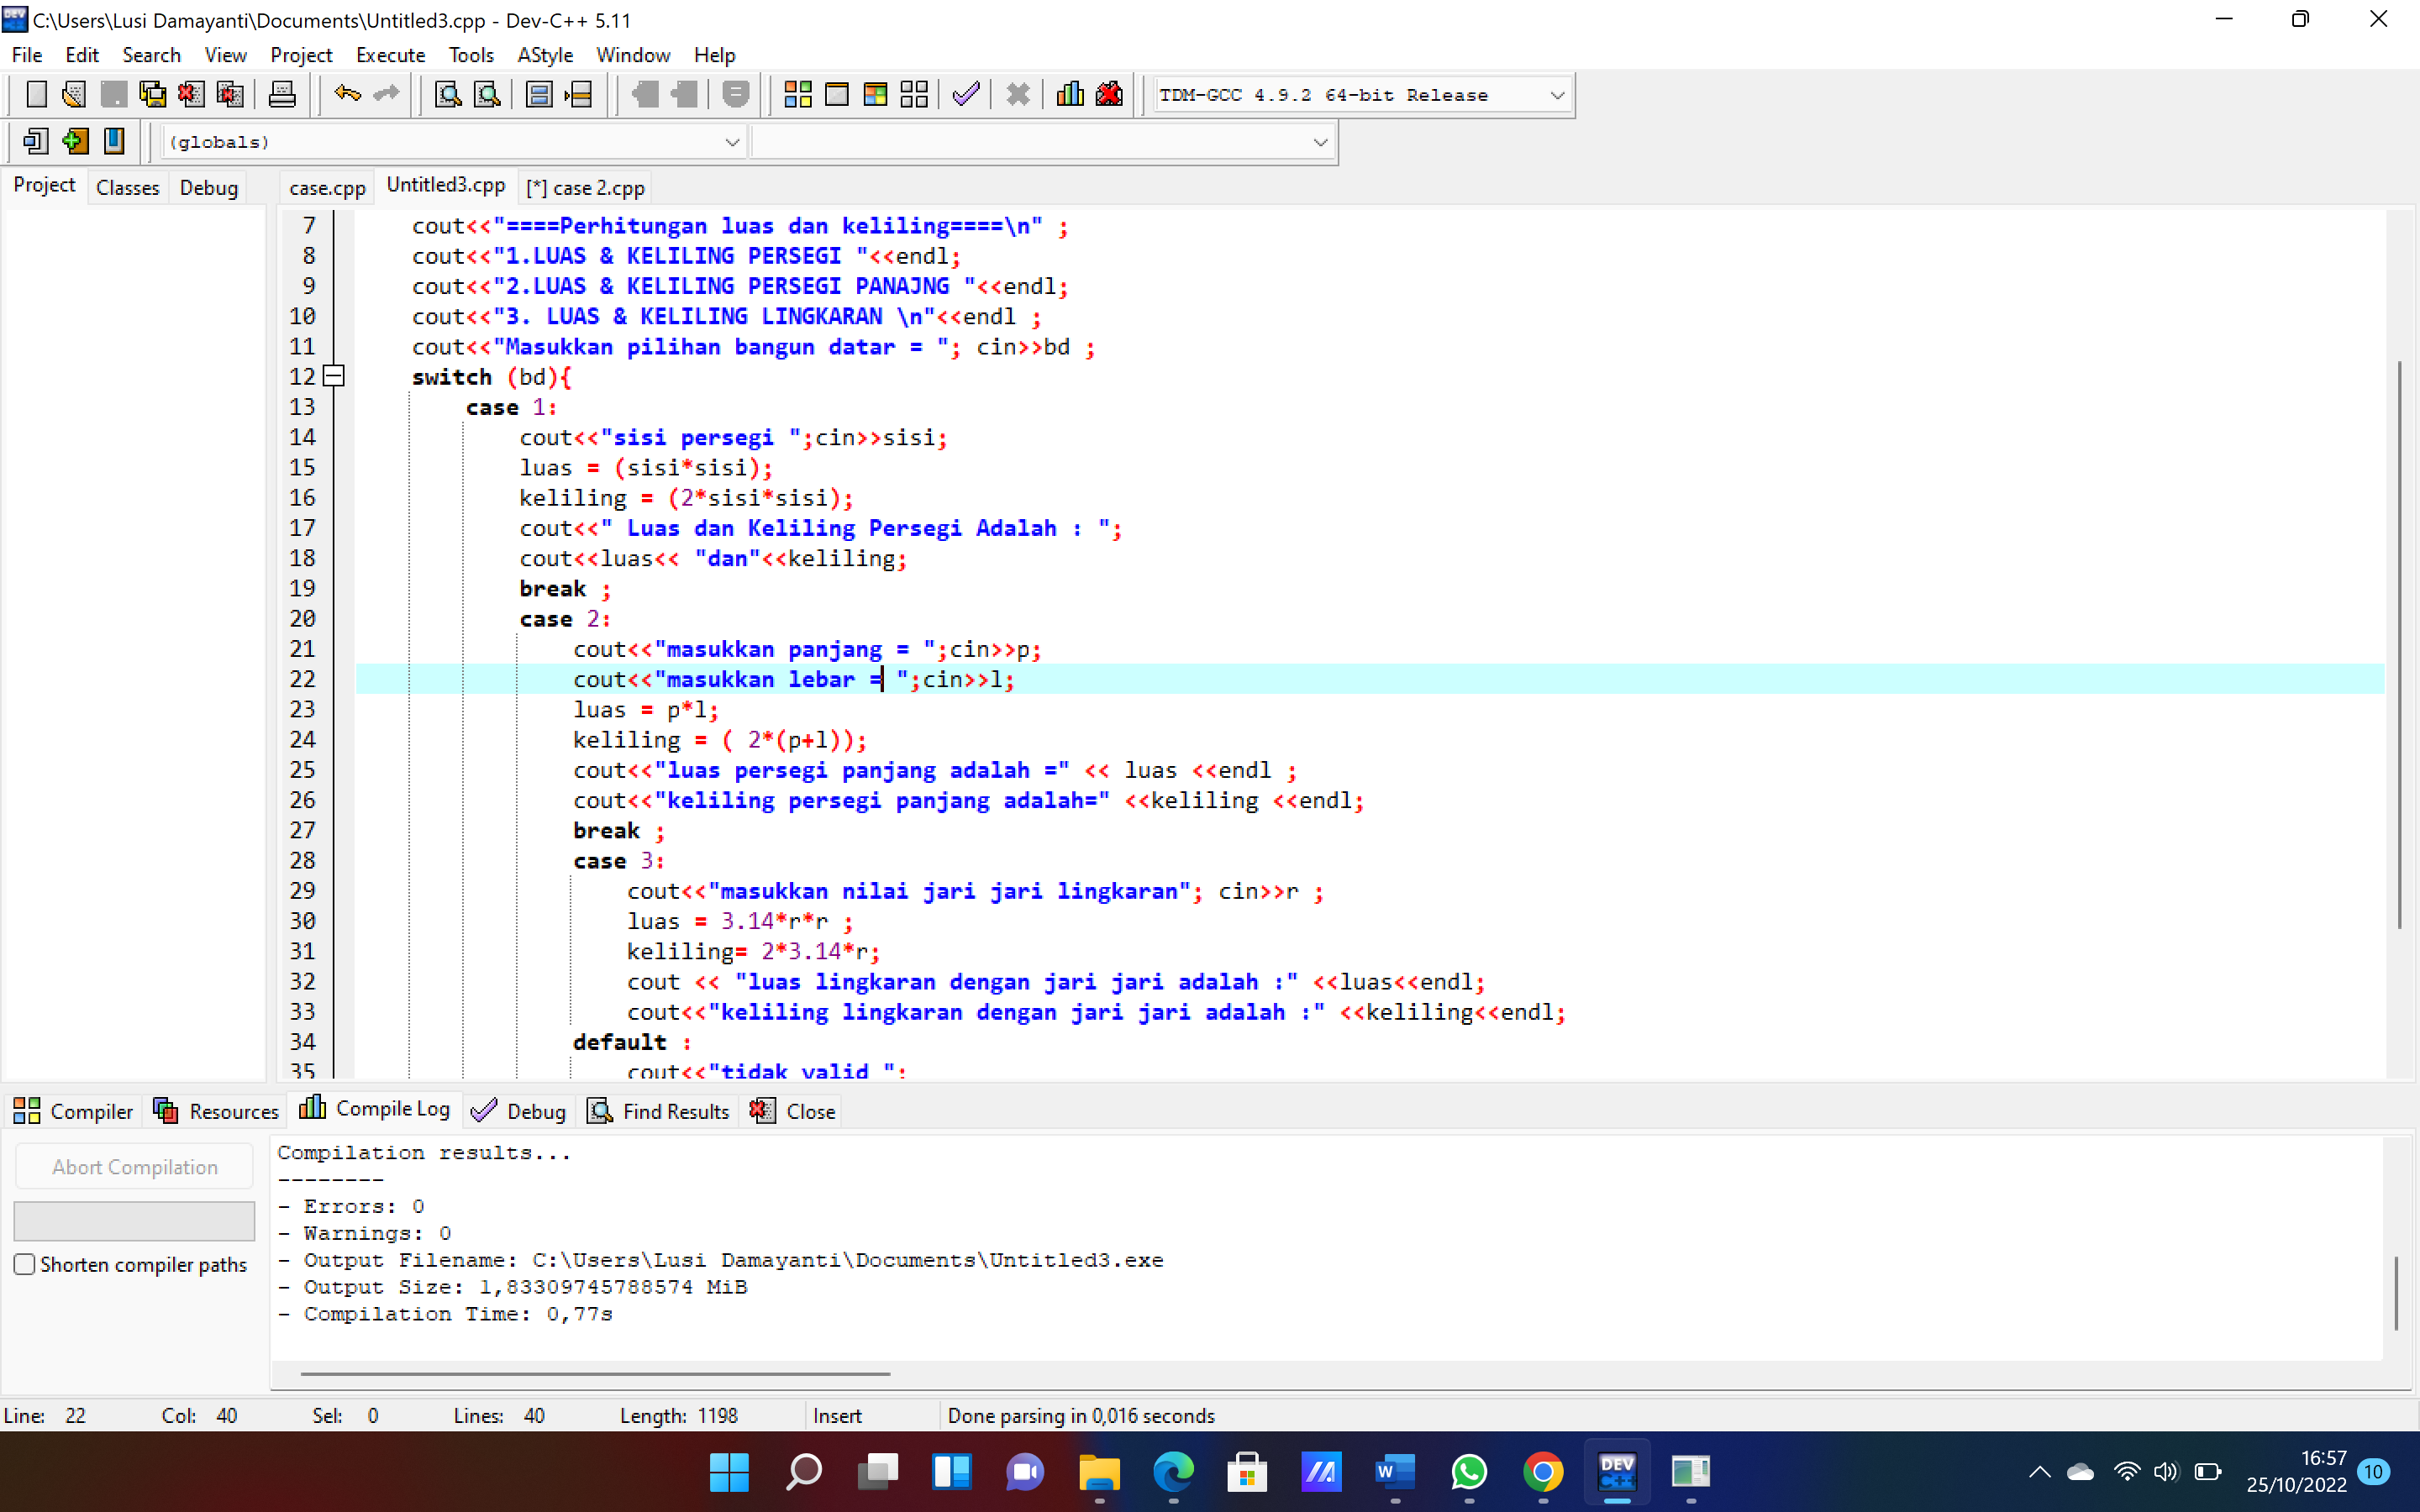 C:\Users\Lusi Damayanti\Documents\Untitled3.cpp - Dev-C++ 5.11
File Edit Search View Project Execute Tools AStyle Window Help
TDM-GCC 4.9.2 64-bit Release
(globals)
Project Classes Debug case.cpp Untitled3.cpp [*] case 2.cpp
7 cout<<"====Perhitungan luas dan keliling====\n" ;
8 cout<<"1.LUAS & KELILING PERSEGI "<<endl;
9 cout<<"2.LUAS & KELILING PERSEGI PANAJNG "<<endl;
10 cout<<"3. LUAS & KELILING LINGKARAN \n"<<endl ;
11 cout<<"Masukkan pilihan bangun datar = "; cin>>bd ;
12 switch (bd){
13 case 1:
14 cout<<"sisi persegi ";cin>>sisi;
15 luas = (sisi*sisi);
16 keliling = (2*sisi*sisi);
17 cout<<" Luas dan Keliling Persegi Adalah : ";
18 cout<<luas<< "dan"<<keliling;
19 break ;
20 case 2:
21 cout<<"masukkan panjang = ";cin>>p;
22 cout<<"masukkan lebar = ";cin>>l;
23 luas = p*l;
24 keliling = ( 2*(p+l));
25 cout<<"luas persegi panjang adalah =" << luas <<endl ;
26 cout<<"keliling persegi panjang adalah=" <<keliling <<endl;
27 break ;
28 case 3:
29 cout<<"masukkan nilai jari jari lingkaran"; cin>>r ;
30 luas = 3.14*r*r ;
31 keliling= 2*3.14*r;
32 cout << "luas lingkaran dengan jari jari adalah :" <<luas<<endl;
33 cout<<"keliling lingkaran dengan jari jari adalah :" <<keliling<<endl;
34 default :
35 cout<<"tidak valid ";
Compiler Resources Compile Log Debug Find Results Close
Abort Compilation
Shorten compiler paths
Compilation results...
--------
- Errors: 0
- Warnings: 0
- Output Filename: C:\Users\Lusi Damayanti\Documents\Untitled3.exe
- Output Size: 1,83309745788574 MiB
- Compilation Time: 0,77s
Line: 22 Col: 40 Sel: 0 Lines: 40 Length: 1198 Insert Done parsing in 0,016 seconds
DEV C++
16:57
25/10/2022
10